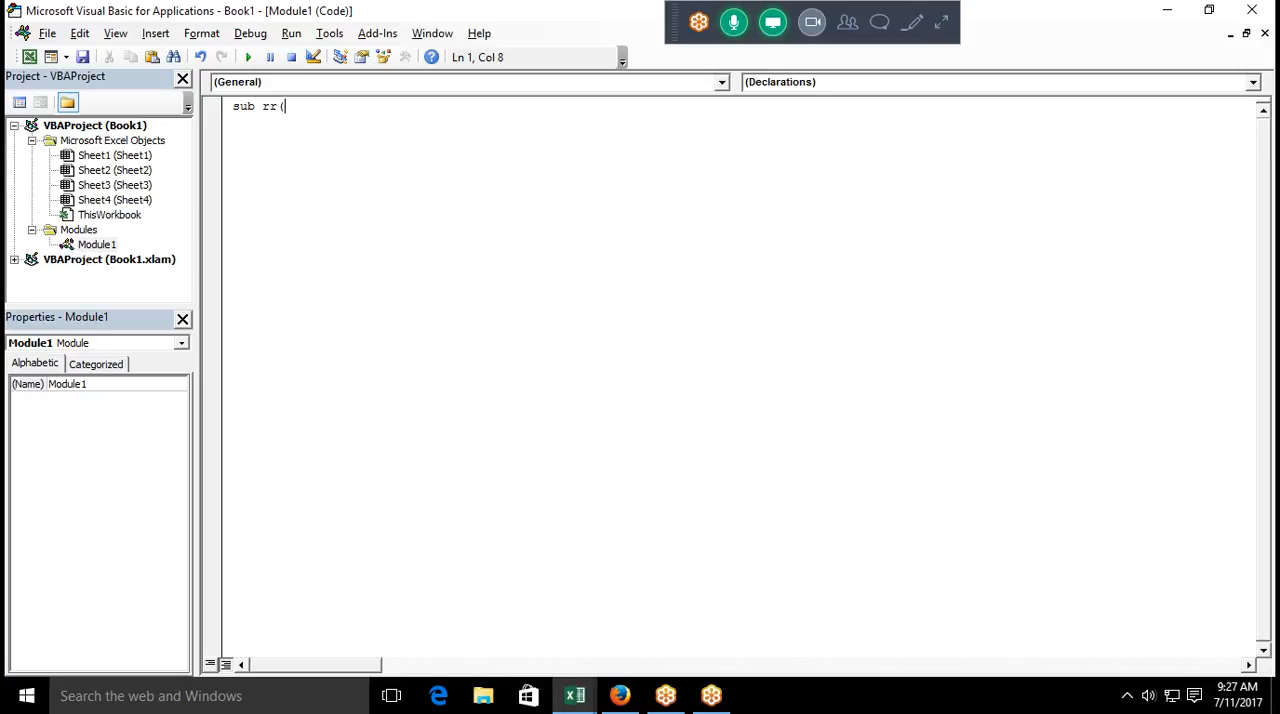 Microsoft Visual Basic for Applications - Book1 - [Module1 (Code)]
File Edit View Insert Format Debug Run Tools Add-Ins Window Help
Ln 1, Col 8
Project - VBAProject
(General) (Declarations)
sub rr(
VBAProject (Book1)
Microsoft Excel Objects
Sheet1 (Sheet1)
Sheet2 (Sheet2)
Sheet3 (Sheet3)
Sheet4 (Sheet4)
ThisWorkbook
Modules
Module1
VBAProject (Book1.xlam)
Properties - Module1
Module1 Module
Alphabetic Categorized
(Name) Module1
Search the web and Windows
9:27 AM
7/11/2017